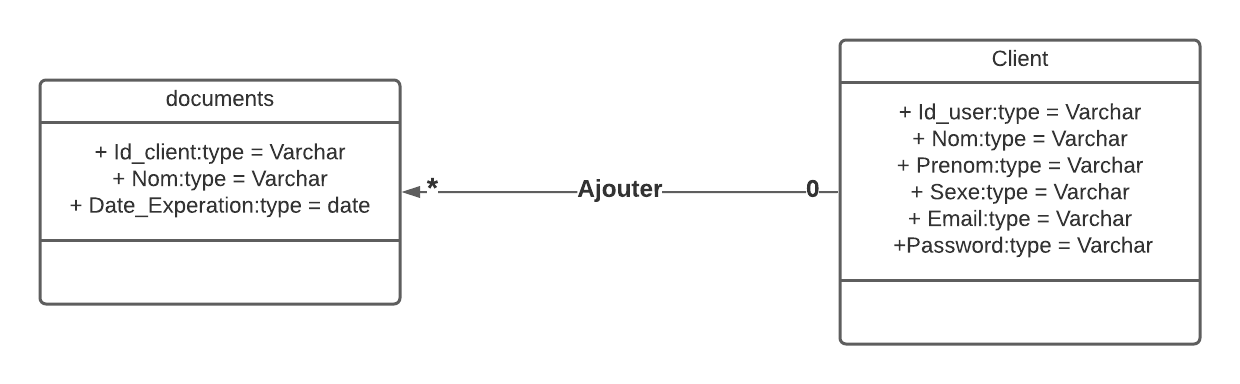 documents
+ Id_client:type = Varchar
+ Nom:type = Varchar
+ Date_Experation:type = date
* Ajouter 0
Client
+ Id_user:type = Varchar
+ Nom:type = Varchar
+ Prenom:type = Varchar
+ Sexe:type = Varchar
+ Email:type = Varchar
+Password:type = Varchar